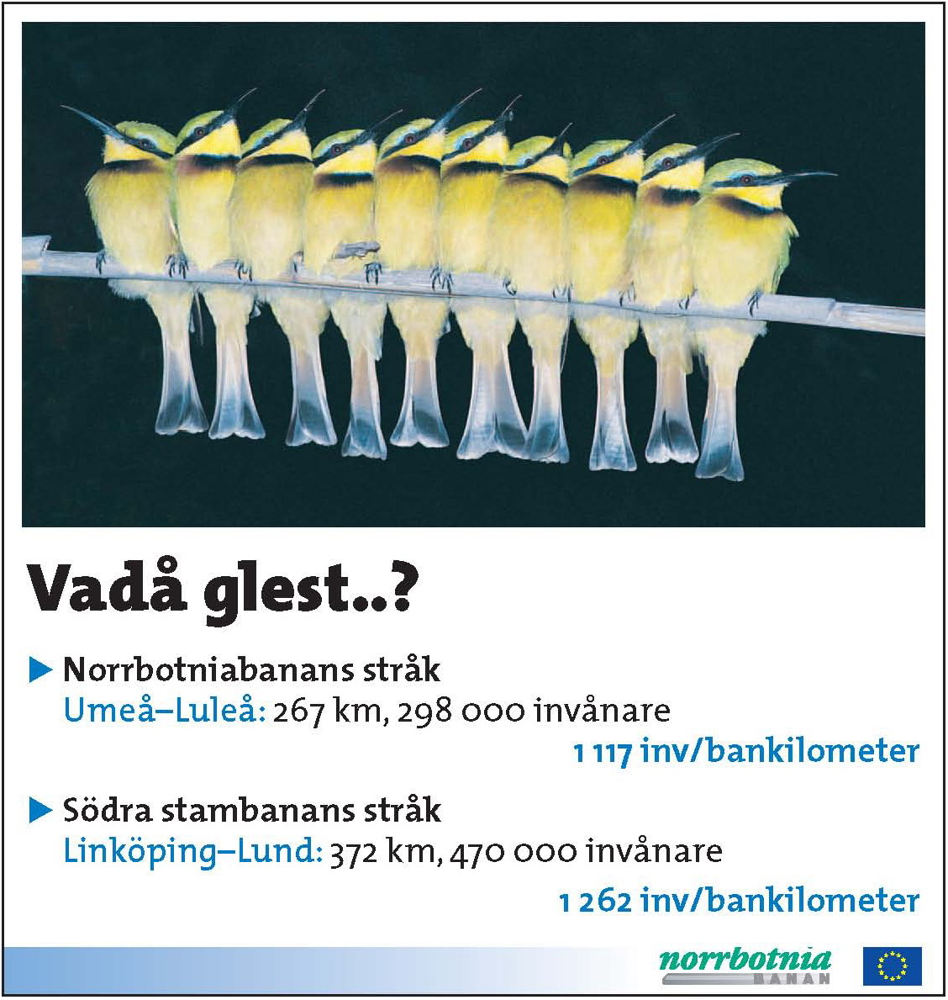 Vadå glest..?
Norrbotniabanans stråk
Umeå–Luleå: 267 km, 298 000 invånare
1 117 inv/bankilometer
Södra stambanans stråk
Linköping–Lund: 372 km, 470 000 invånare
1 262 inv/bankilometer
norrbotnia
BANAN